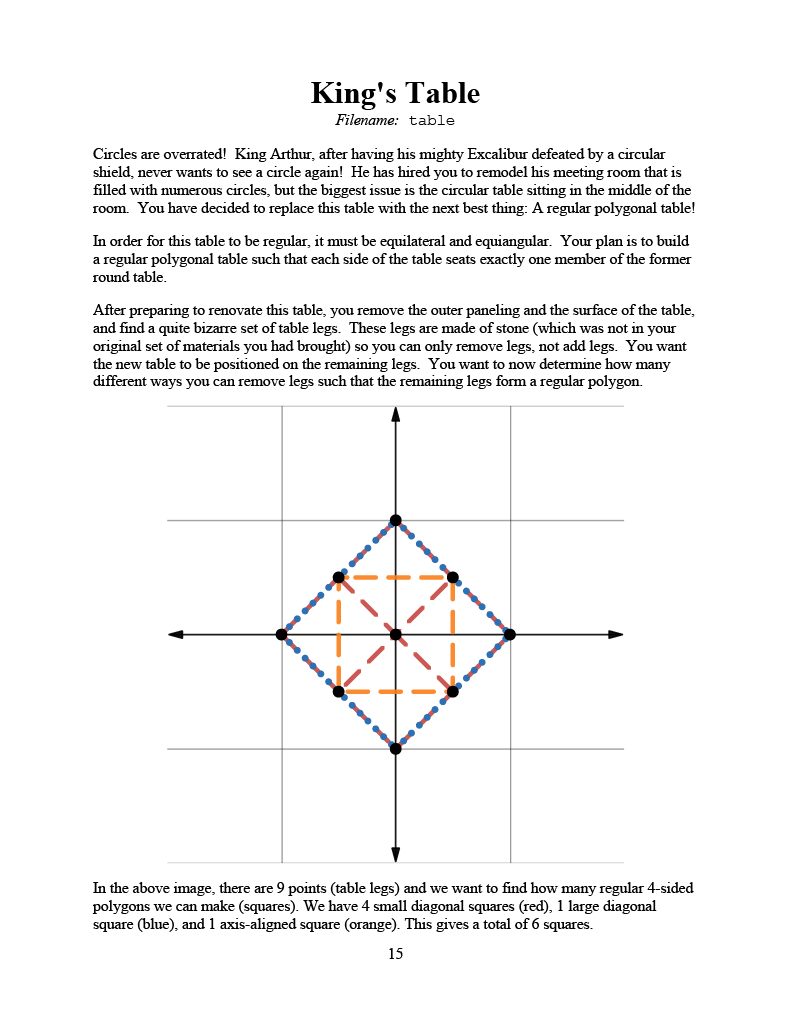 King's Table
Filename: table
Circles are overrated! King Arthur, after having his mighty Excalibur defeated by a circular
shield, never wants to see a circle again! He has hired you to remodel his meeting room that is
filled with numerous circles, but the biggest issue is the circular table sitting in the middle of the
room. You have decided to replace this table with the next best thing: A regular polygonal table!
In order for this table to be regular, it must be equilateral and equiangular. Your plan is to build
a regular polygonal table such that each side of the table seats exactly one member of the former
round table.
After preparing to renovate this table, you remove the outer paneling and the surface of the table,
and find a quite bizarre set of table legs. These legs are made of stone (which was not in your
original set of materials you had brought) so you can only remove legs, not add legs. You want
the new table to be positioned on the remaining legs. You want to now determine how many
different ways you can remove legs such that the remaining legs form a regular polygon.
In the above image, there are 9 points (table legs) and we want to find how many regular 4-sided
polygons we can make (squares). We have 4 small diagonal squares (red), 1 large diagonal
square (blue), and 1 axis-aligned square (orange). This gives a total of 6 squares.
15